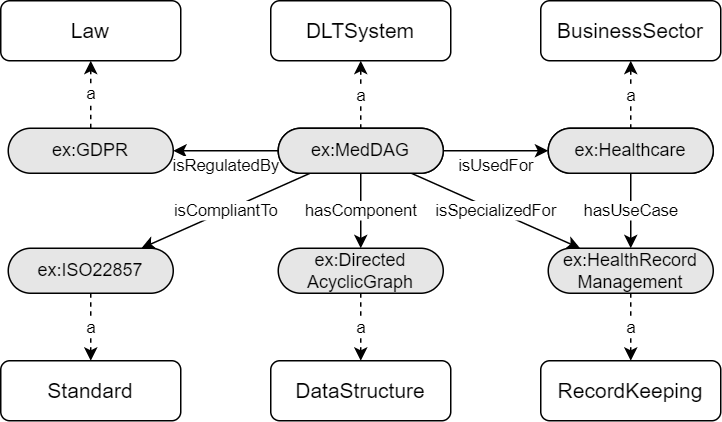 Law
DLTSystem
BusinessSector
a
a
a
ex:GDPR
isRegulatedBy
ex:MedDAG
isUsedFor
ex:Healthcare
isCompliantTo
hasComponent
isSpecializedFor
hasUseCase
ex:ISO22857
ex:Directed
AcyclicGraph
ex:HealthRecord
Management
a
a
a
Standard
DataStructure
RecordKeeping